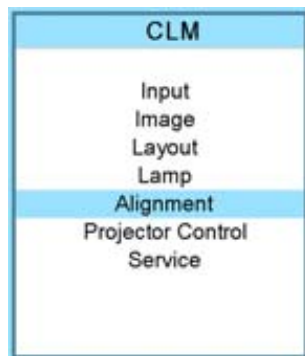 CLM
Input
Image
Layout
Lamp
Alignment
Projector Control
Service